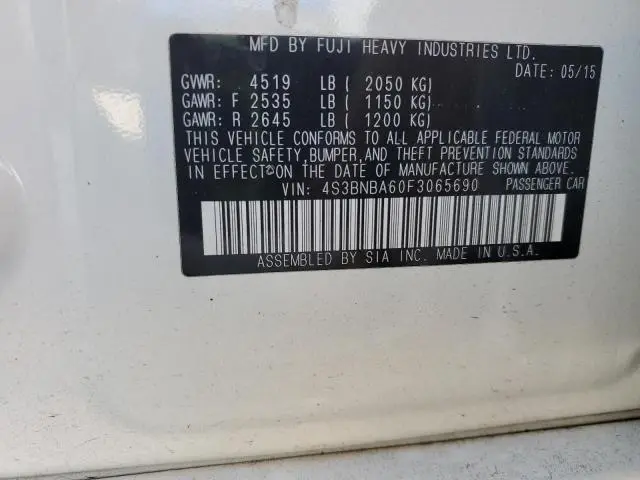 MFD BY FUJI HEAVY INDUSTRIES LTD.
DATE: 05/15
GVWR: 4519 LB ( 2050 KG)
GAWR: F 2535 LB ( 1150 KG)
GAWR: R 2645 LB ( 1200 KG)
THIS VEHICLE CONFORMS TO ALL APPLICABLE FEDERAL MOTOR
VEHICLE SAFETY, BUMPER, AND THEFT PREVENTION STANDARDS
IN EFFECT ON THE DATE OF MANUFACTURE SHOWN ABOVE.
VIN: 4S3BNBA60F3065690 PASSENGER CAR
ASSEMBLED BY SIA INC. MADE IN U.S.A.